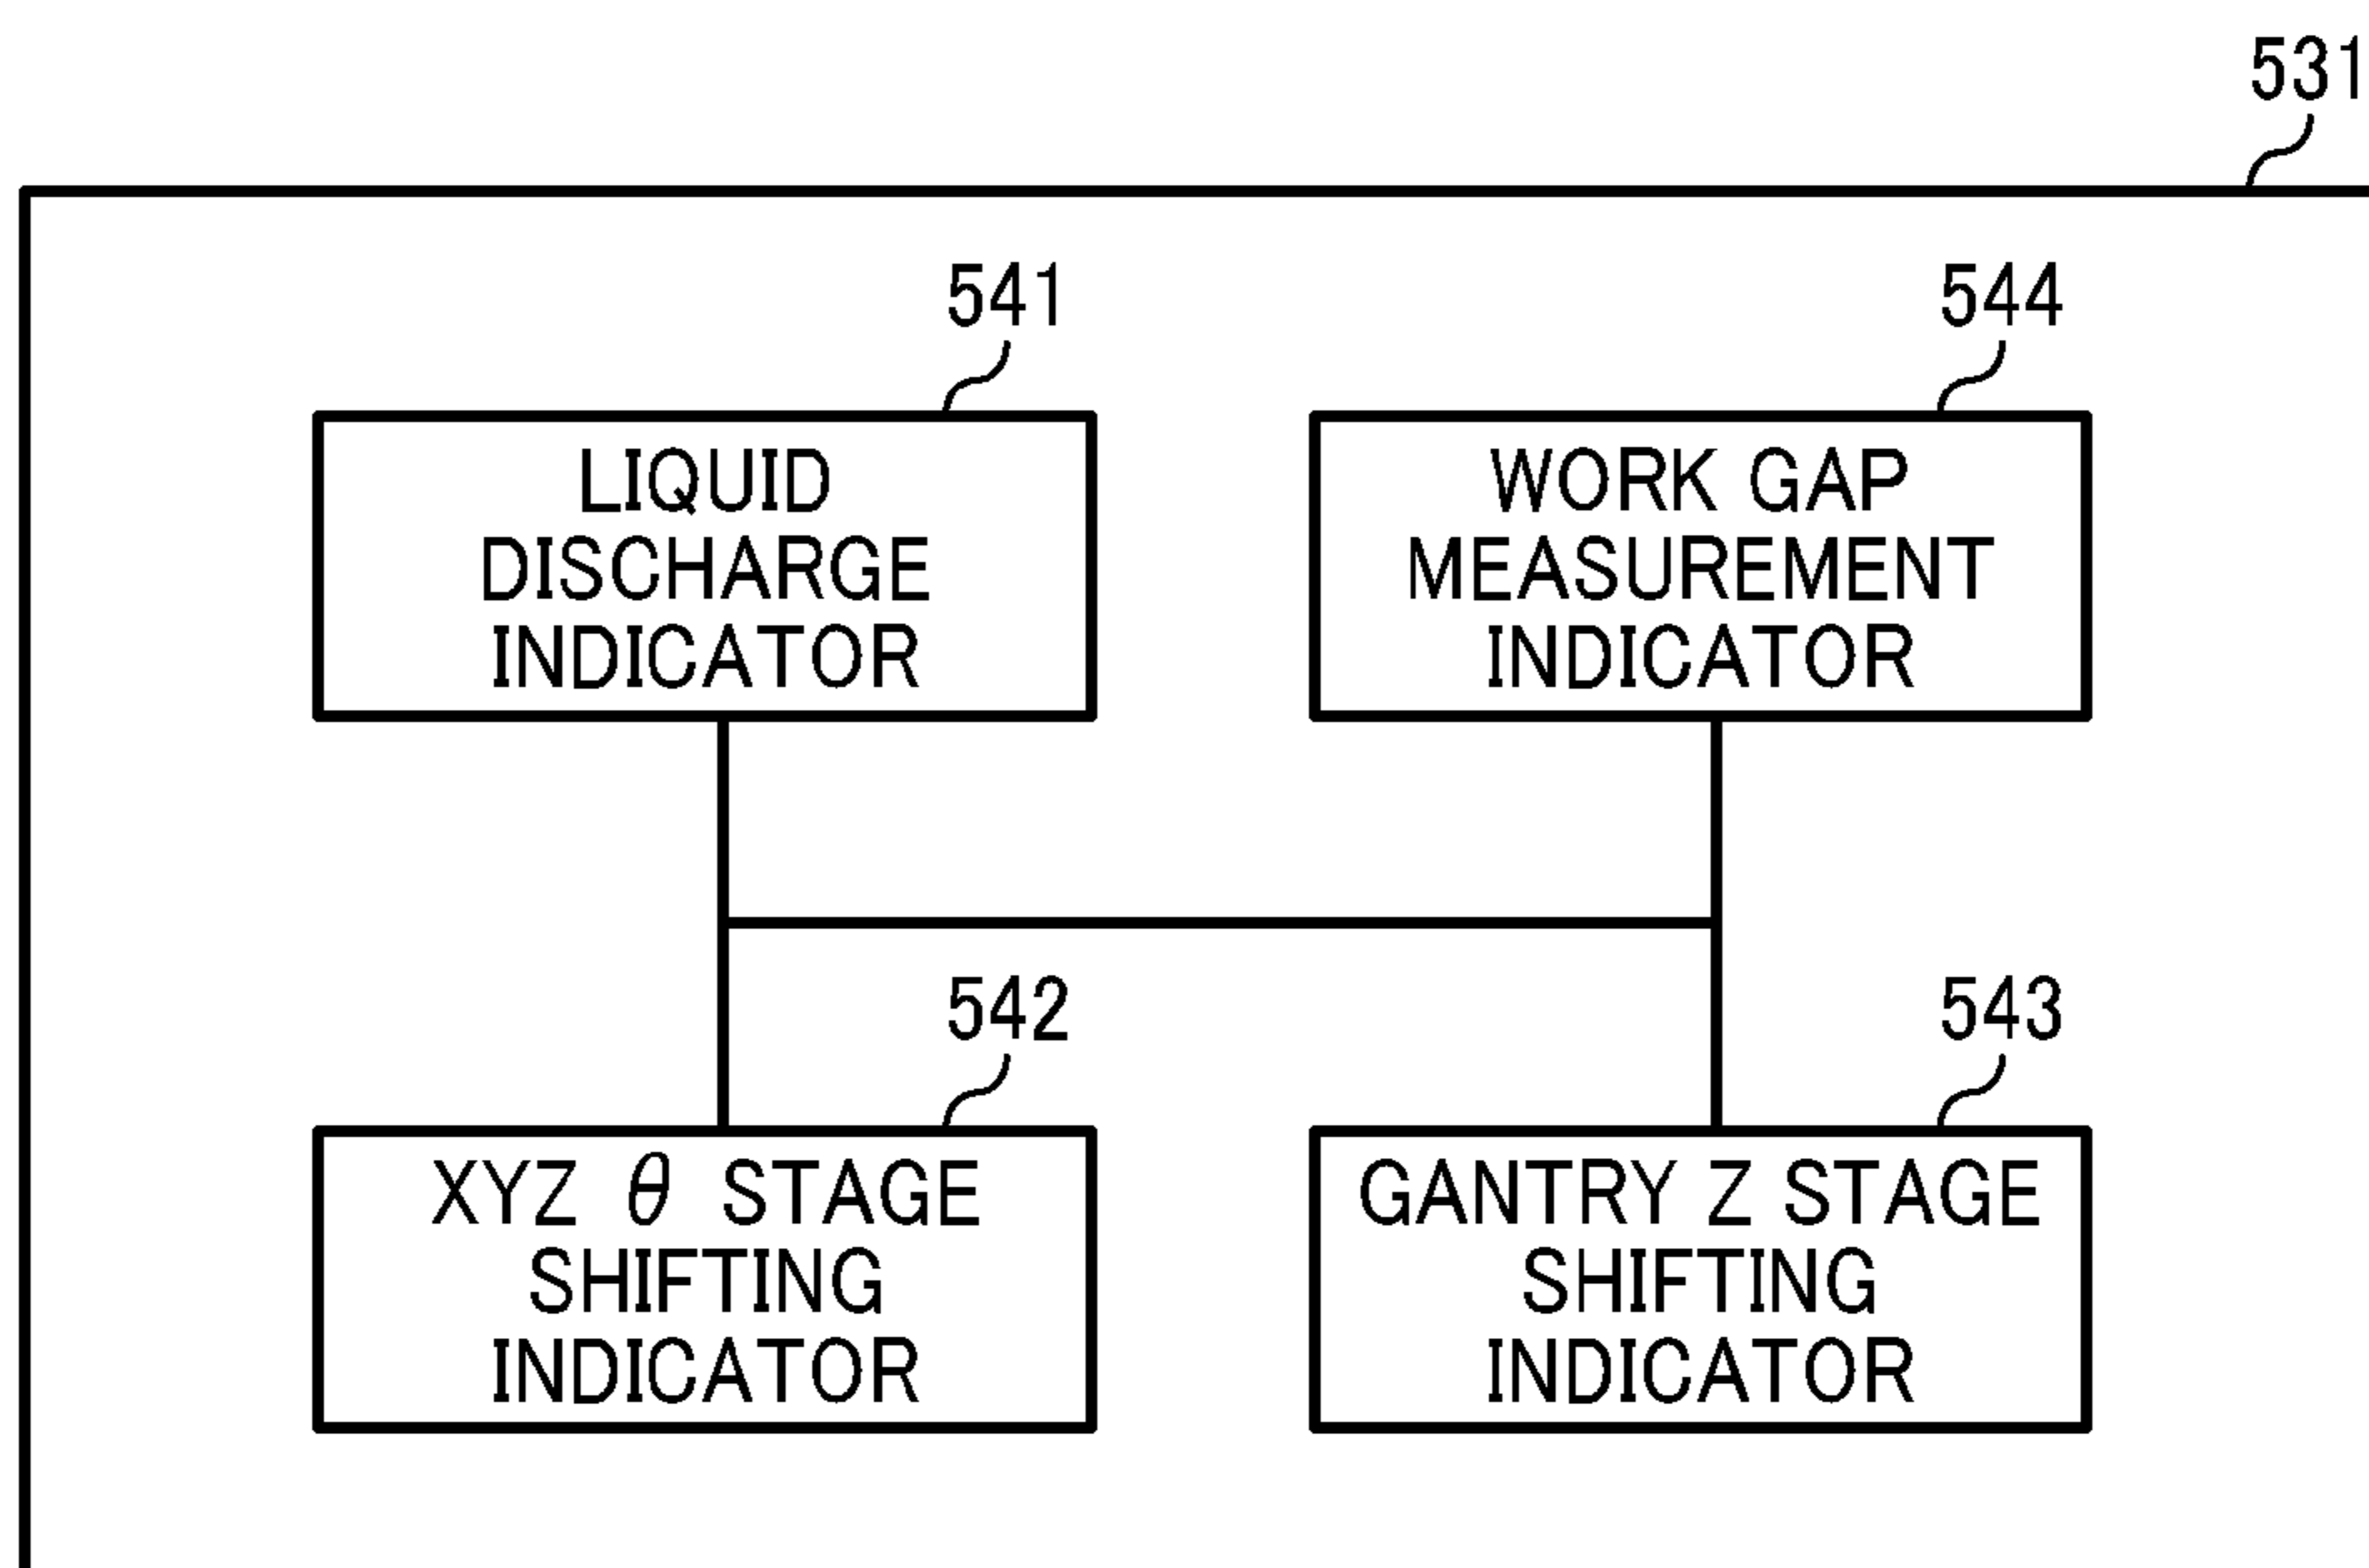 531
541
LIQUID
DISCHARGE
INDICATOR
544
WORK GAP
MEASUREMENT
INDICATOR
542
XYZ θ STAGE
SHIFTING
INDICATOR
543
GANTRY Z STAGE
SHIFTING
INDICATOR